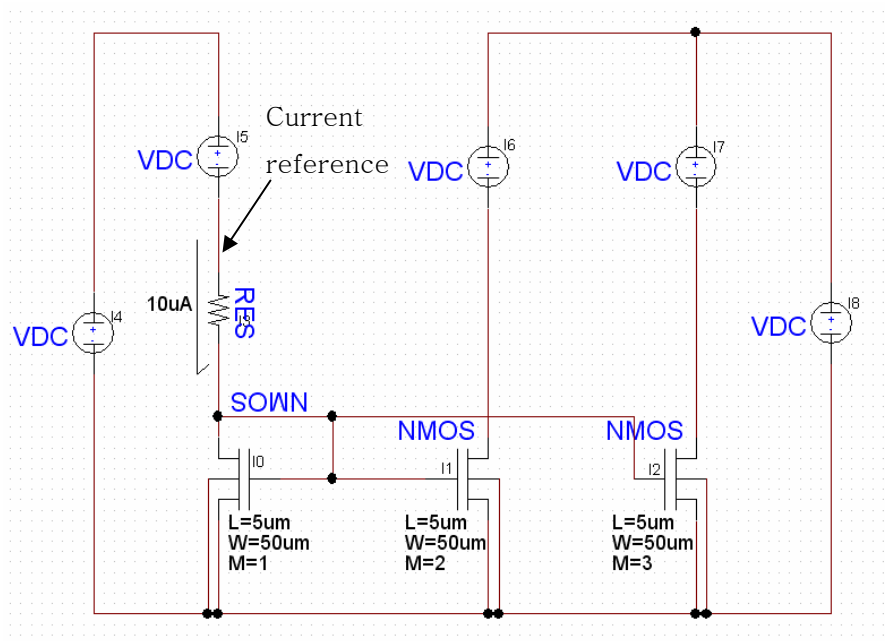 Current
reference
I5
VDC
I6
VDC
I7
VDC
10uA
RES
I3
I4
VDC
I8
VDC
NMOS
I0
L=5um
W=50um
M=1
NMOS
I1
L=5um
W=50um
M=2
NMOS
I2
L=5um
W=50um
M=3